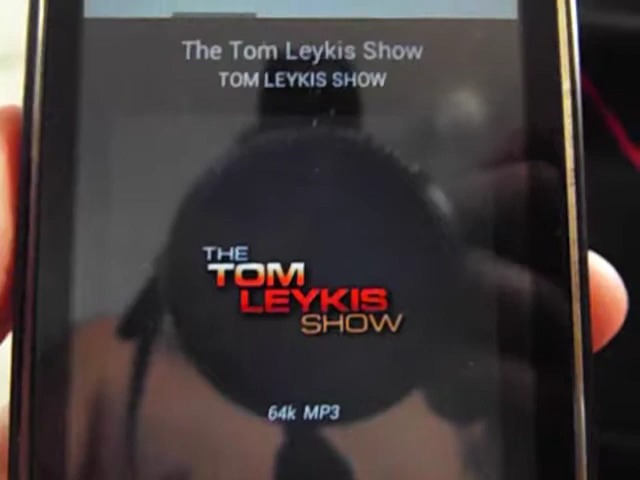 The Tom Leykis Show
TOM LEYKIS SHOW
THE
TOM
LEYKIS
SHOW
64k MP3